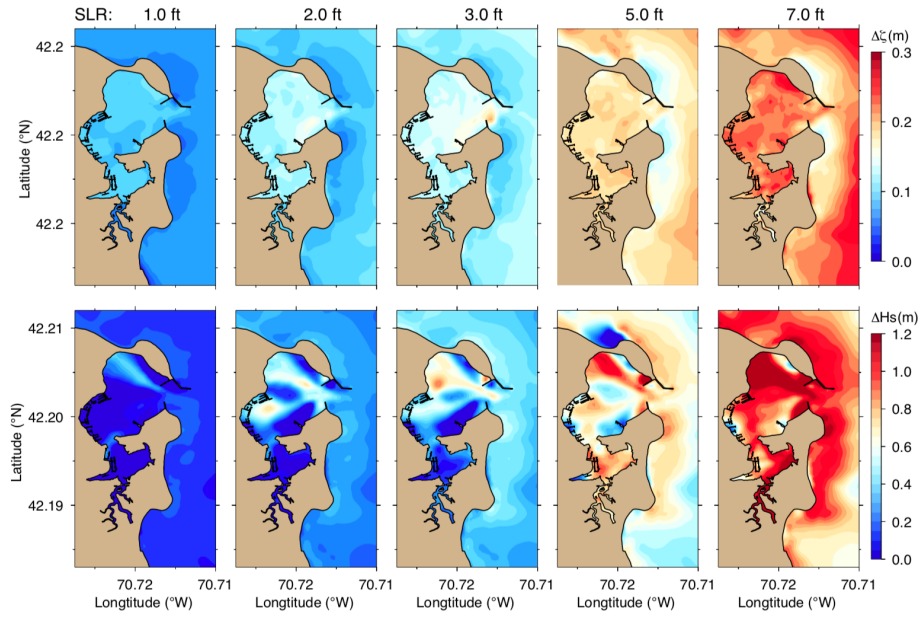 SLR: 1.0 ft 2.0 ft 3.0 ft 5.0 ft 7.0 ft
Δζ(m)
42.2
42.2
42.2
Latitude (°N)
0.3
0.2
0.1
0.0
ΔHs(m)
42.21
42.20
42.19
Latitude (°N)
1.2
1.0
0.8
0.6
0.4
0.2
0.0
70.72 70.71 70.72 70.71 70.72 70.71 70.72 70.71 70.72 70.71
Longtitude (°W) Longtitude (°W) Longtitude (°W) Longtitude (°W) Longtitude (°W)